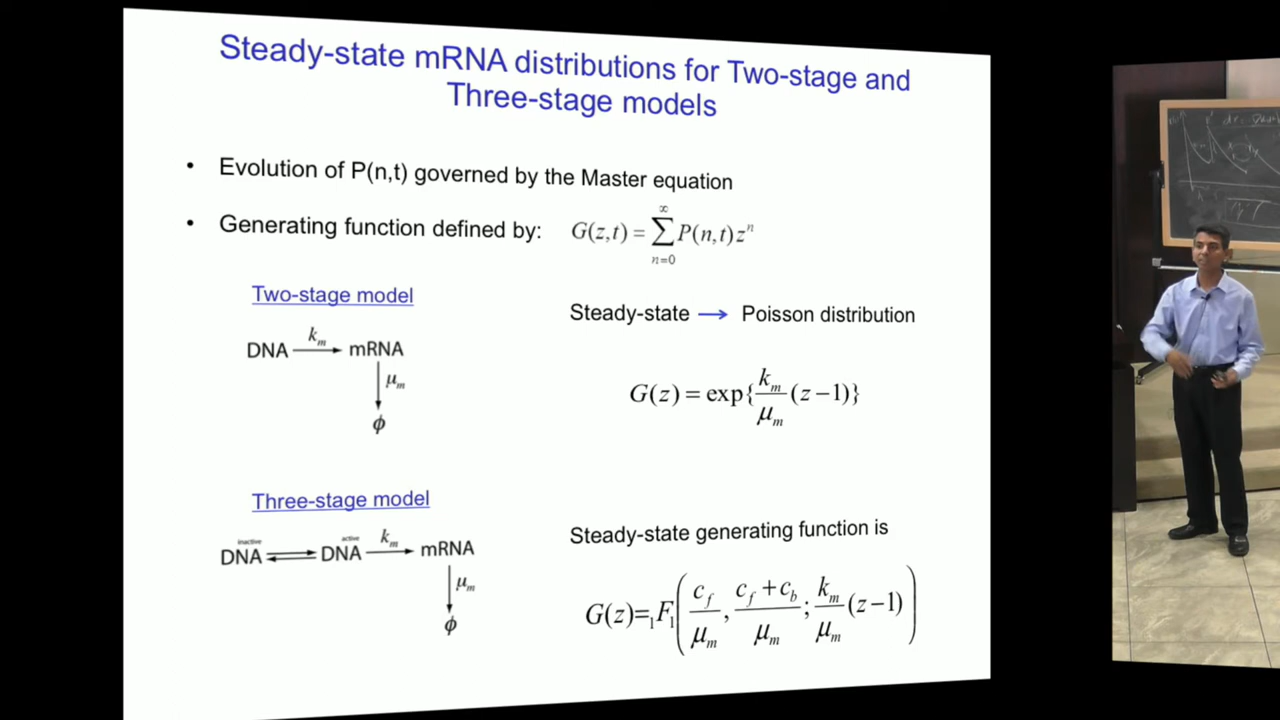 Steady-state mRNA distributions for Two-stage and
Three-stage models
• Evolution of P(n,t) governed by the Master equation
• Generating function defined by: G(z,t) = ∑_{n=0}^{∞} P(n,t)zⁿ
Two-stage model
Steady-state → Poisson distribution
k_m
DNA → mRNA
μ_m
ϕ
G(z) = exp{k_m/μ_m (z−1)}
Three-stage model
Steady-state generating function is
inactive active k_m
DNA ⇌ DNA → mRNA
μ_m
ϕ
G(z)=₁F₁(c_f/μ_m, (c_f+c_b)/μ_m; k_m/μ_m (z−1))